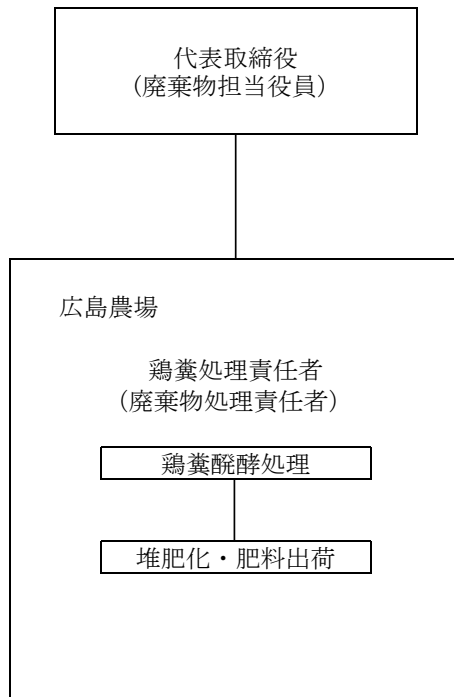 代表取締役
(廃棄物担当役員)
広島農場
鶏糞処理責任者
(廃棄物処理責任者)
鶏糞醗酵処理
堆肥化・肥料出荷